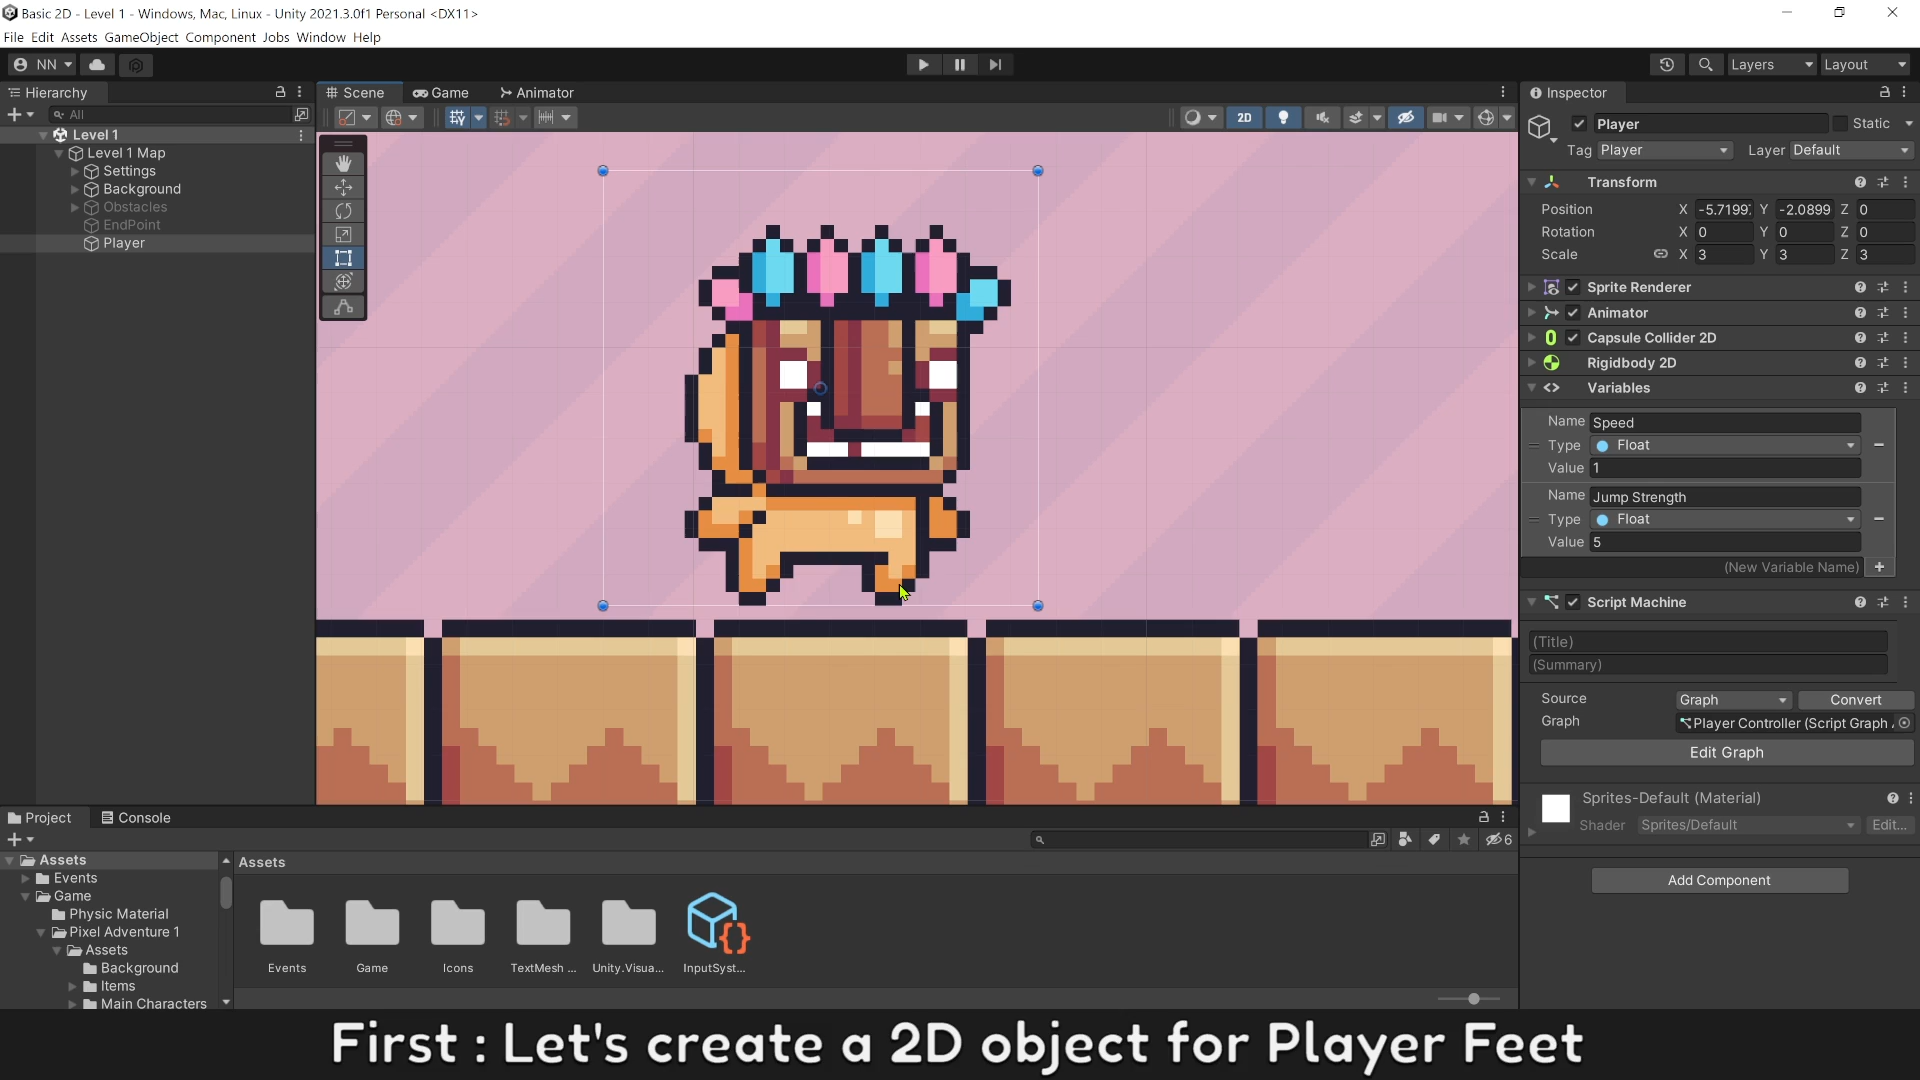 Basic 2D - Level 1 - Windows, Mac, Linux - Unity 2021.3.0f1 Personal <DX11>
File Edit Assets GameObject Component Jobs Window Help
NN
Layers
Layout
Hierarchy
Scene
Game
Animator
Inspector
All
2D
Player
Static
Level 1
Tag Player Layer Default
Level 1 Map
Settings
Background
Obstacles
EndPoint
Player
Transform
Position X -5.7199 Y -2.0899 Z 0
Rotation X 0 Y 0 Z 0
Scale X 3 Y 3 Z 3
Sprite Renderer
Animator
Capsule Collider 2D
Rigidbody 2D
Variables
Name Speed
Type Float
Value 1
Name Jump Strength
Type Float
Value 5
(New Variable Name)
Script Machine
(Title)
(Summary)
Source Graph Convert
Graph Player Controller (Script Graph
Edit Graph
Sprites-Default (Material)
Shader Sprites/Default Edit...
Add Component
Project
Console
6
Assets
Events
Game
Physic Material
Pixel Adventure 1
Assets
Background
Items
Main Characters
Assets
Events
Game
Icons
TextMesh ...
Unity.Visua...
InputSyst...
First : Let's create a 2D object for Player Feet